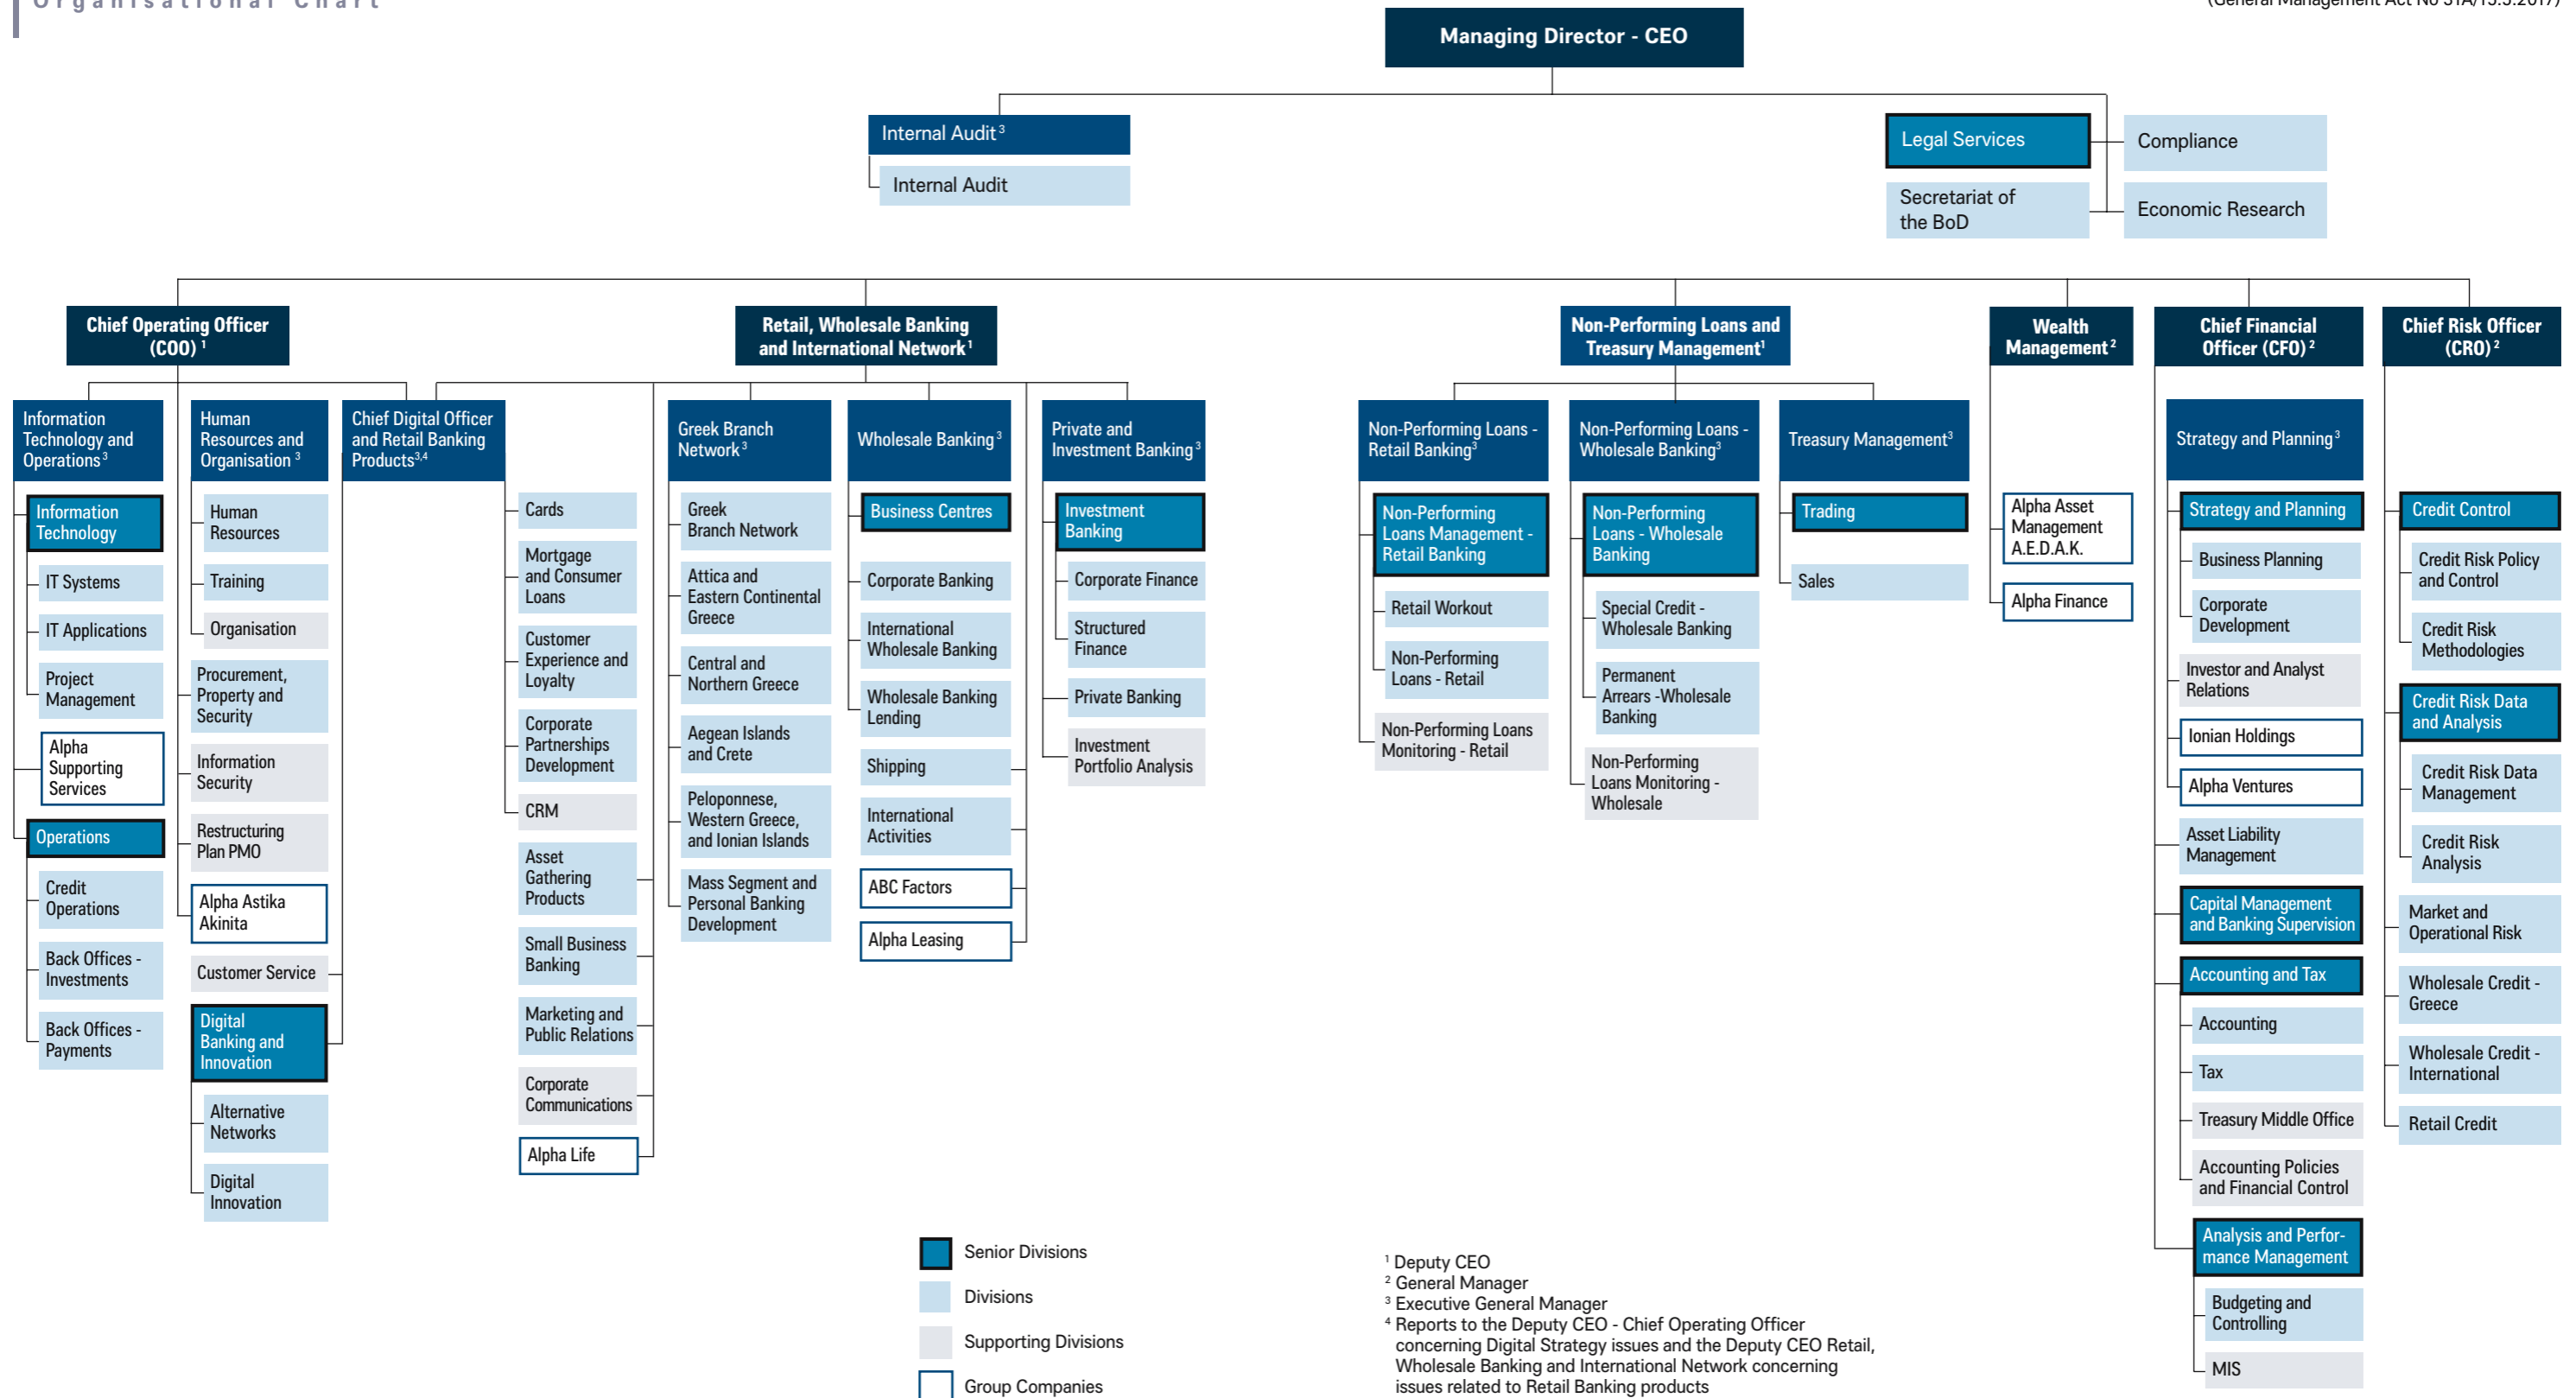 Organisational Chart
(General Management Act No 31A/15.5.2017)
Managing Director - CEO
Internal Audit 3
Internal Audit
Legal Services
Compliance
Secretariat of
the BoD
Economic Research
Chief Operating Officer
(COO) 1
Retail, Wholesale Banking
and International Network 1
Non-Performing Loans and
Treasury Management 1
Wealth
Management 2
Chief Financial
Officer (CFO) 2
Chief Risk Officer
(CRO) 2
Information
Technology and
Operations 3
Information
Technology
IT Systems
IT Applications
Project
Management
Alpha
Supporting
Services
Operations
Credit
Operations
Back Offices -
Investments
Back Offices -
Payments
Human
Resources and
Organisation 3
Human
Resources
Training
Organisation
Procurement,
Property and
Security
Information
Security
Restructuring
Plan PMO
Alpha Astika
Akinita
Customer Service
Digital
Banking and
Innovation
Alternative
Networks
Digital
Innovation
Chief Digital Officer
and Retail Banking
Products 3,4
Cards
Mortgage
and Consumer
Loans
Customer
Experience and
Loyalty
Corporate
Partnerships
Development
CRM
Asset
Gathering
Products
Small Business
Banking
Marketing and
Public Relations
Corporate
Communications
Alpha Life
Greek Branch
Network 3
Greek
Branch Network
Attica and
Eastern Continental
Greece
Central and
Northern Greece
Aegean Islands
and Crete
Peloponnese,
Western Greece,
and Ionian Islands
Mass Segment and
Personal Banking
Development
Wholesale Banking 3
Business Centres
Corporate Banking
International
Wholesale Banking
Wholesale Banking
Lending
Shipping
International
Activities
ABC Factors
Alpha Leasing
Private and
Investment Banking 3
Investment
Banking
Corporate Finance
Structured
Finance
Private Banking
Investment
Portfolio Analysis
Non-Performing Loans -
Retail Banking 3
Non-Performing
Loans Management -
Retail Banking
Retail Workout
Non-Performing
Loans - Retail
Non-Performing Loans
Monitoring - Retail
Non-Performing Loans -
Wholesale Banking 3
Non-Performing
Loans - Wholesale
Banking
Special Credit -
Wholesale Banking
Permanent
Arrears -Wholesale
Banking
Non-Performing
Loans Monitoring -
Wholesale
Treasury Management 3
Trading
Sales
Alpha Asset
Management
A.E.D.A.K.
Alpha Finance
Strategy and Planning 3
Strategy and Planning
Business Planning
Corporate
Development
Investor and Analyst
Relations
Ionian Holdings
Alpha Ventures
Asset Liability
Management
Capital Management
and Banking Supervision
Accounting and Tax
Accounting
Tax
Treasury Middle Office
Accounting Policies
and Financial Control
Analysis and Perfor-
mance Management
Budgeting and
Controlling
MIS
Credit Control
Credit Risk Policy
and Control
Credit Risk
Methodologies
Credit Risk Data
and Analysis
Credit Risk Data
Management
Credit Risk
Analysis
Market and
Operational Risk
Wholesale Credit -
Greece
Wholesale Credit -
International
Retail Credit
Senior Divisions
Divisions
Supporting Divisions
Group Companies
1 Deputy CEO
2 General Manager
3 Executive General Manager
4 Reports to the Deputy CEO - Chief Operating Officer
concerning Digital Strategy issues and the Deputy CEO Retail,
Wholesale Banking and International Network concerning
issues related to Retail Banking products